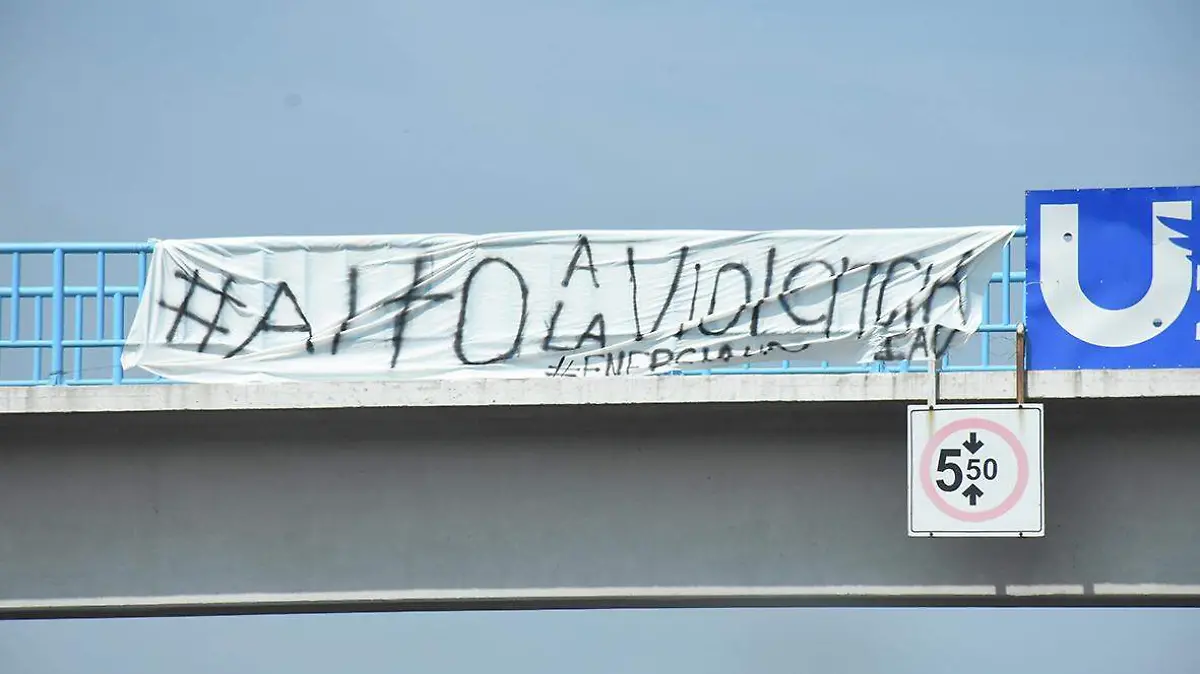 #Alto
A
LA
Violencia
U
5.50